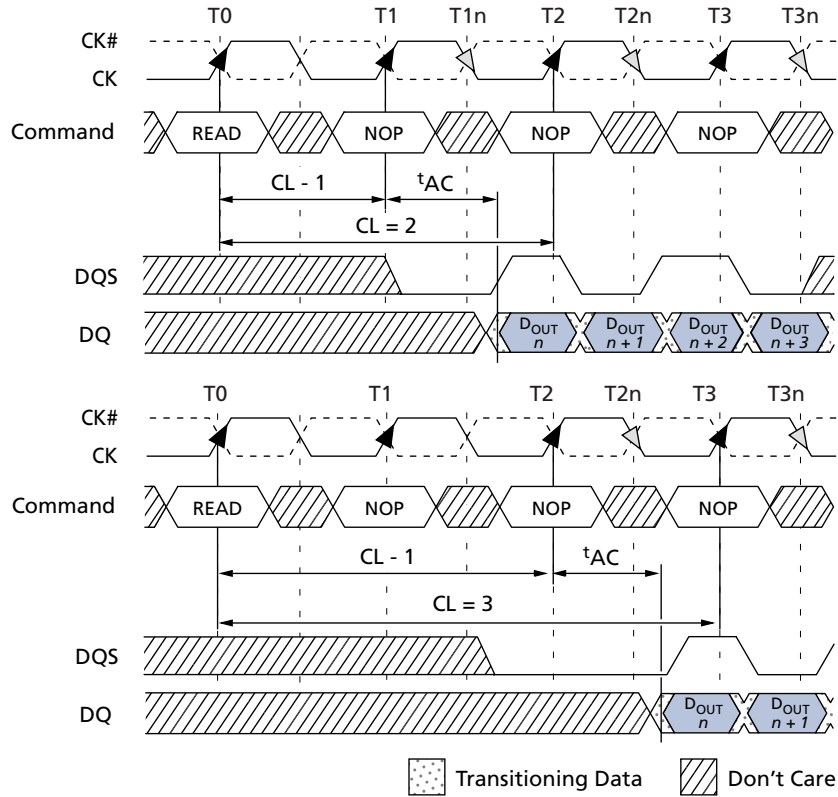 T0 T1 T1n T2 T2n T3 T3n
CK#
CK
Command READ NOP NOP NOP
CL - 1 tAC
CL = 2
DQS
DQ DOUT n DOUT n + 1 DOUT n + 2 DOUT n + 3
T0 T1 T2 T2n T3 T3n
CK#
CK
Command READ NOP NOP NOP
CL - 1 tAC
CL = 3
DQS
DQ DOUT n DOUT n + 1
Transitioning Data Don't Care